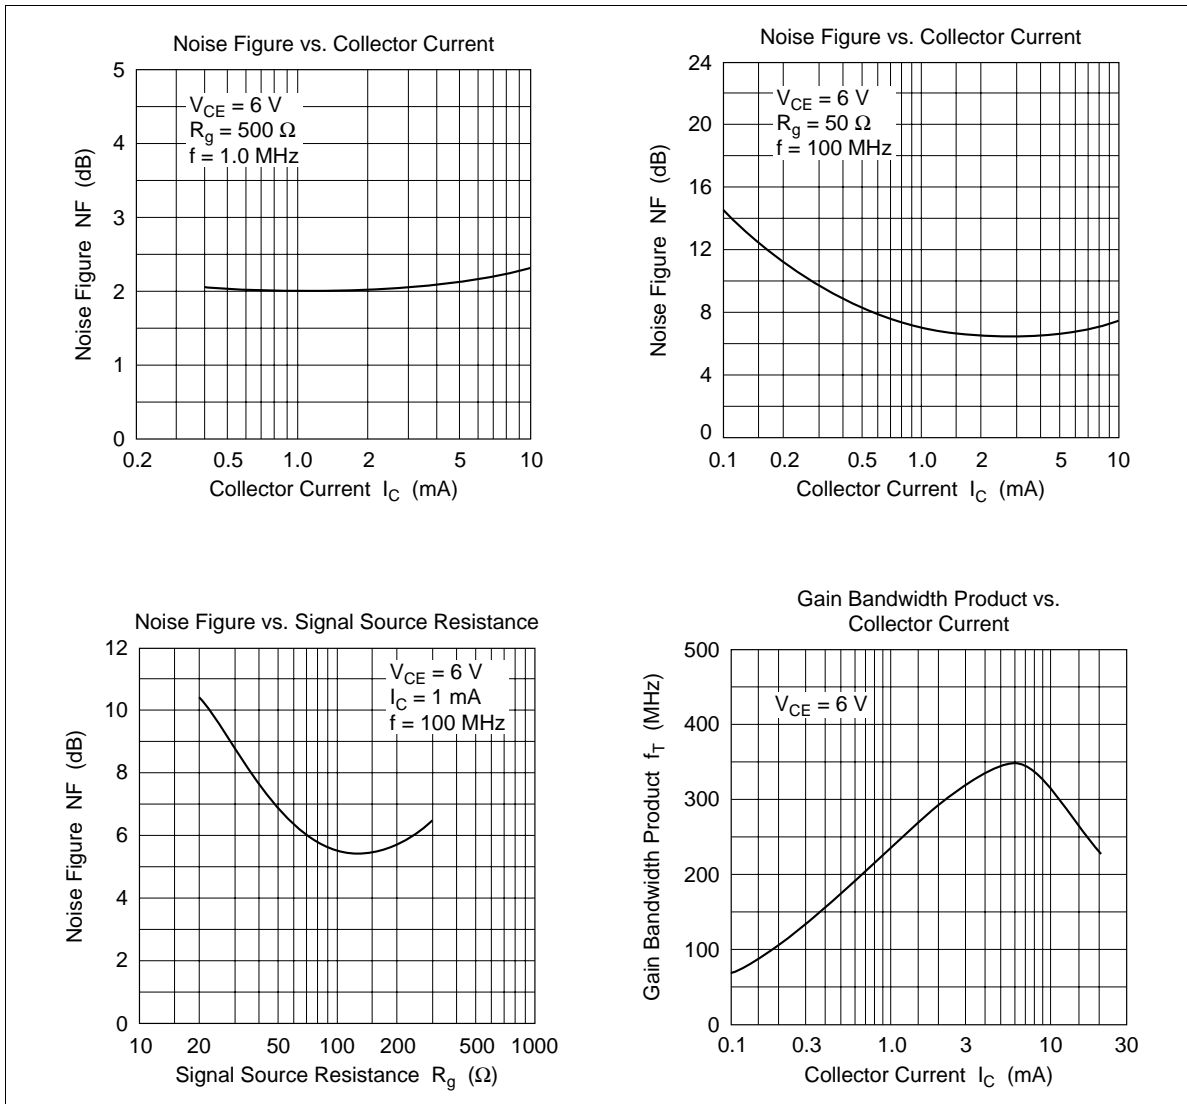 Noise Figure vs. Collector Current
5
4
3
2
1
0
Noise Figure NF (dB)
V_CE = 6 V
R_g = 500 Ω
f = 1.0 MHz
0.2 0.5 1.0 2 5 10
Collector Current I_C (mA)
Noise Figure vs. Collector Current
24
20
16
12
8
4
0
Noise Figure NF (dB)
V_CE = 6 V
R_g = 50 Ω
f = 100 MHz
0.1 0.2 0.5 1.0 2 5 10
Collector Current I_C (mA)
Noise Figure vs. Signal Source Resistance
12
10
8
6
4
2
0
Noise Figure NF (dB)
V_CE = 6 V
I_C = 1 mA
f = 100 MHz
10 20 50 100 200 500 1000
Signal Source Resistance R_g (Ω)
Gain Bandwidth Product vs.
Collector Current
500
400
300
200
100
0
Gain Bandwidth Product f_T (MHz)
V_CE = 6 V
0.1 0.3 1.0 3 10 30
Collector Current I_C (mA)